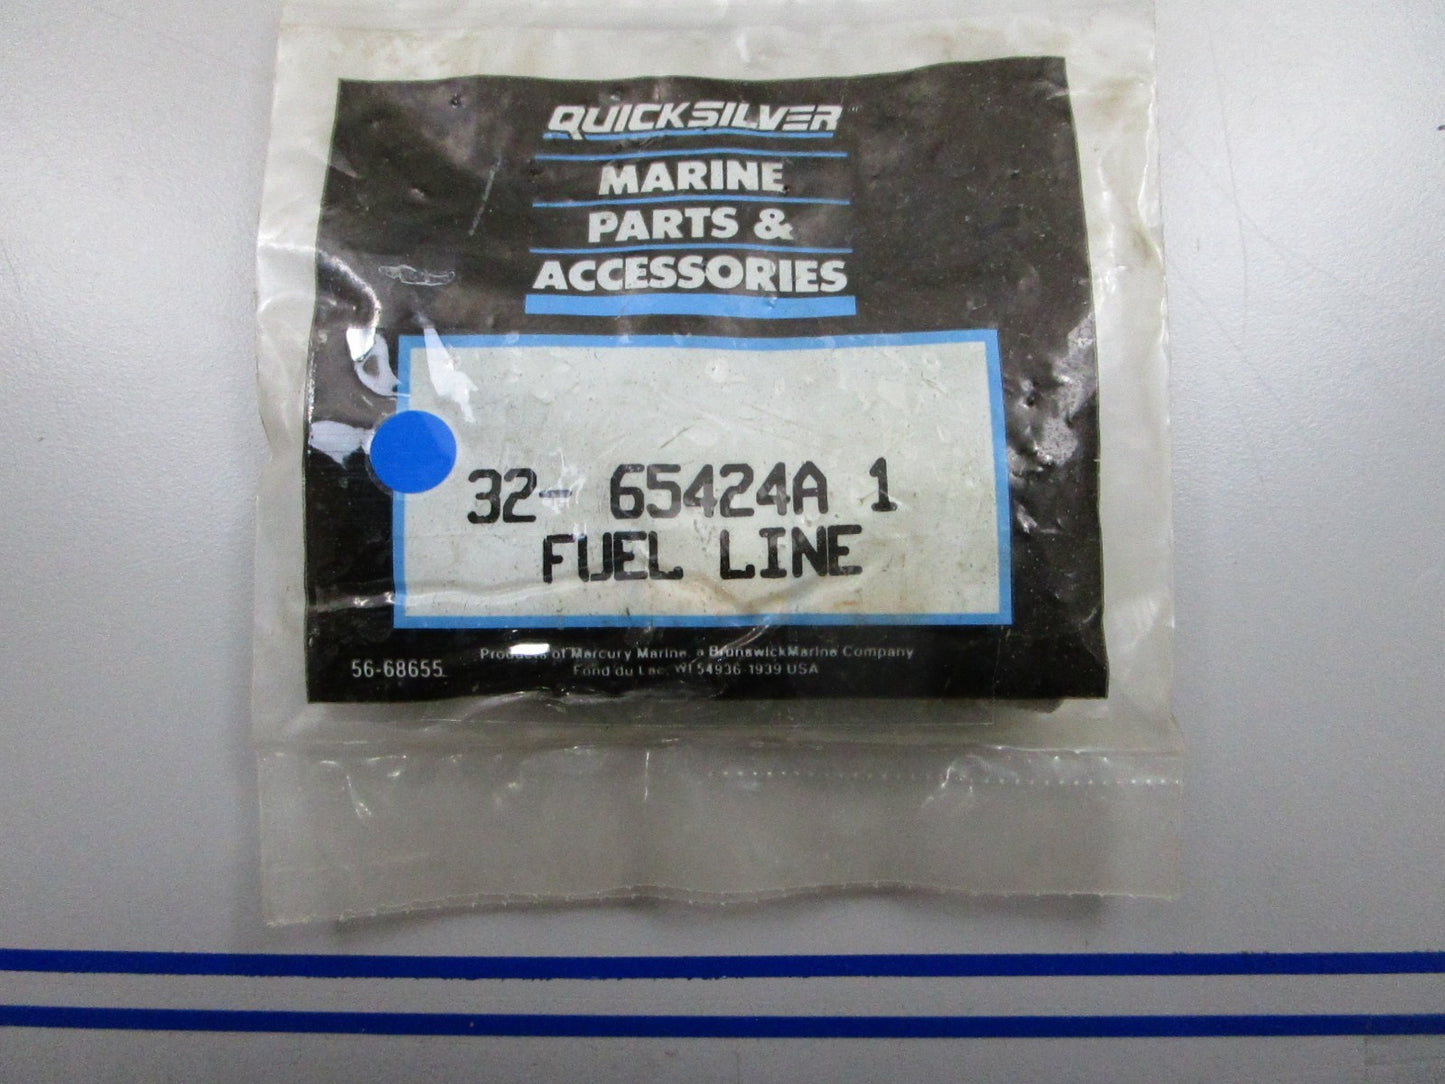 QUICKSILVER
MARINE
PARTS &
ACCESSORIES
32- 65424A 1
FUEL LINE
Products of Mercury Marine, a Brunswick Marine Company
Fond du Lac, WI 54936-1939 USA
56-68655